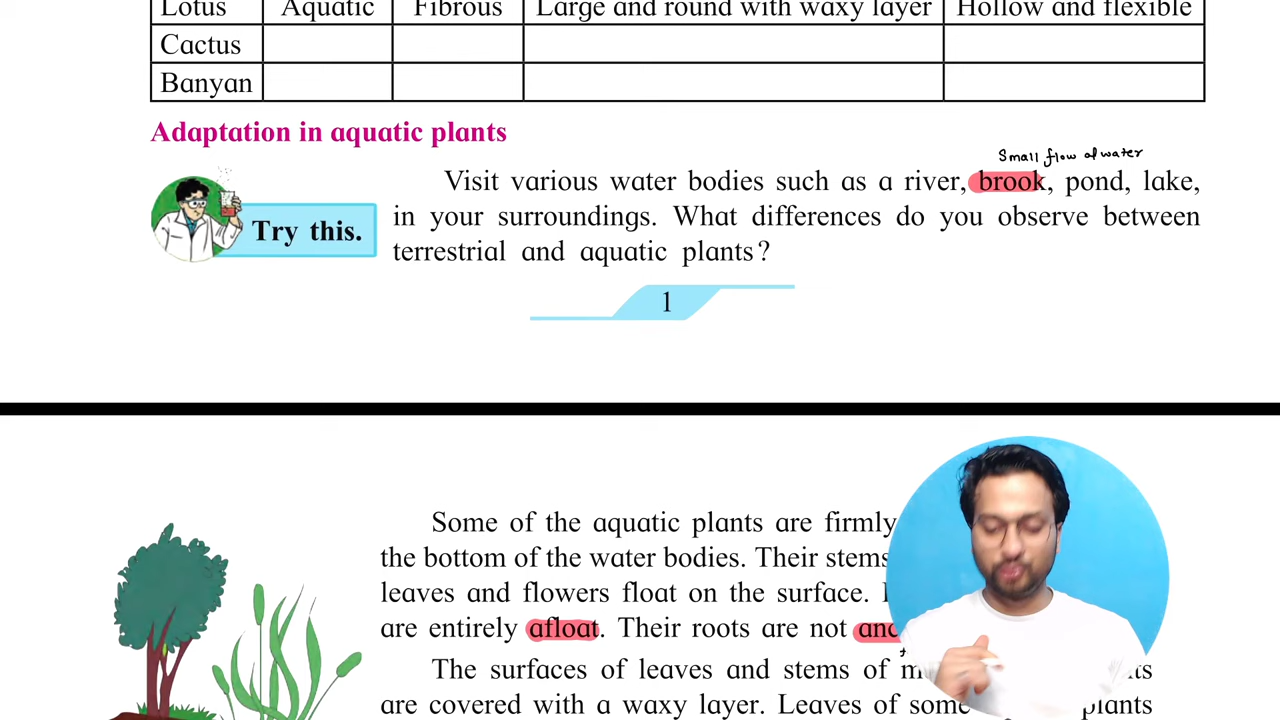 Lotus Aquatic Fibrous Large and round with waxy layer Hollow and flexible
Cactus
Banyan
Adaptation in aquatic plants
Small flow of water
Visit various water bodies such as a river, brook, pond, lake,
Try this.
in your surroundings. What differences do you observe between
terrestrial and aquatic plants?
1
Some of the aquatic plants are firmly
the bottom of the water bodies. Their stems
leaves and flowers float on the surface.
are entirely afloat. Their roots are not
The surfaces of leaves and stems of
are covered with a waxy layer. Leaves of some plants